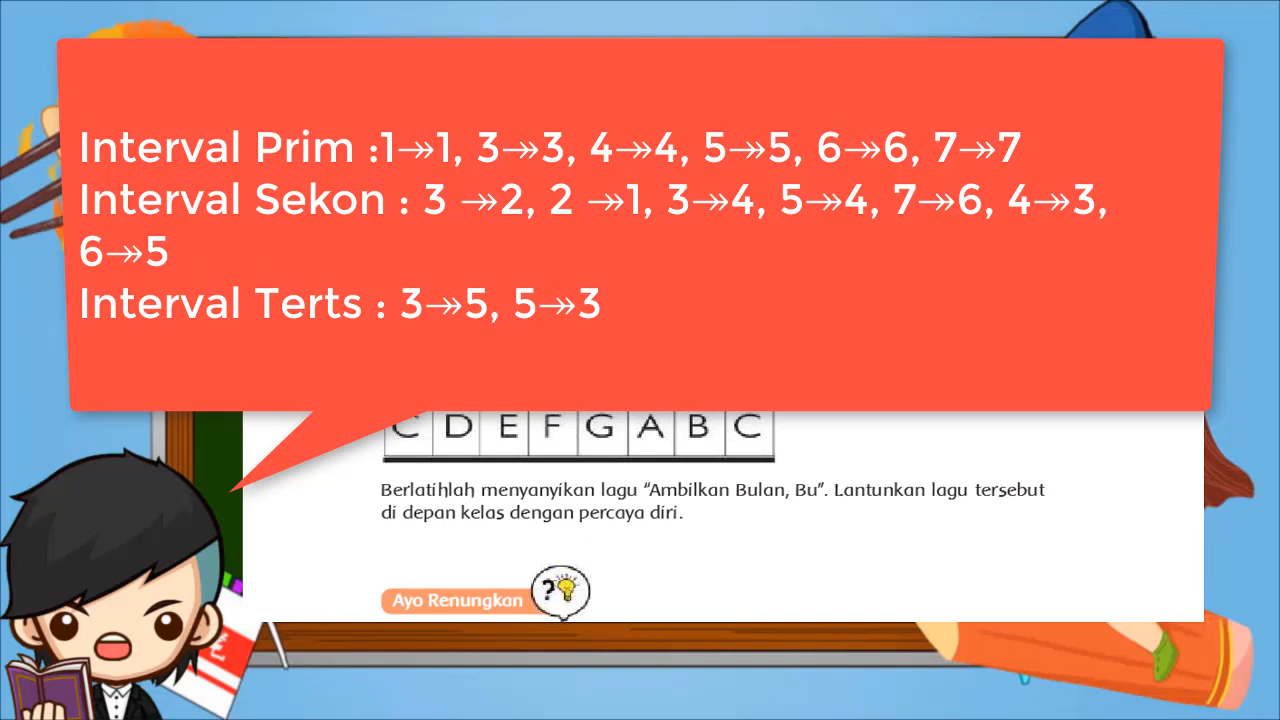 Interval Prim :1↠1, 3↠3, 4↠4, 5↠5, 6↠6, 7↠7
Interval Sekon : 3 ↠2, 2 ↠1, 3↠4, 5↠4, 7↠6, 4↠3,
6↠5
Interval Terts : 3↠5, 5↠3
C D E F G A B C
Berlatihlah menyanyikan lagu “Ambilkan Bulan, Bu”. Lantunkan lagu tersebut
di depan kelas dengan percaya diri.
?
Ayo Renungkan